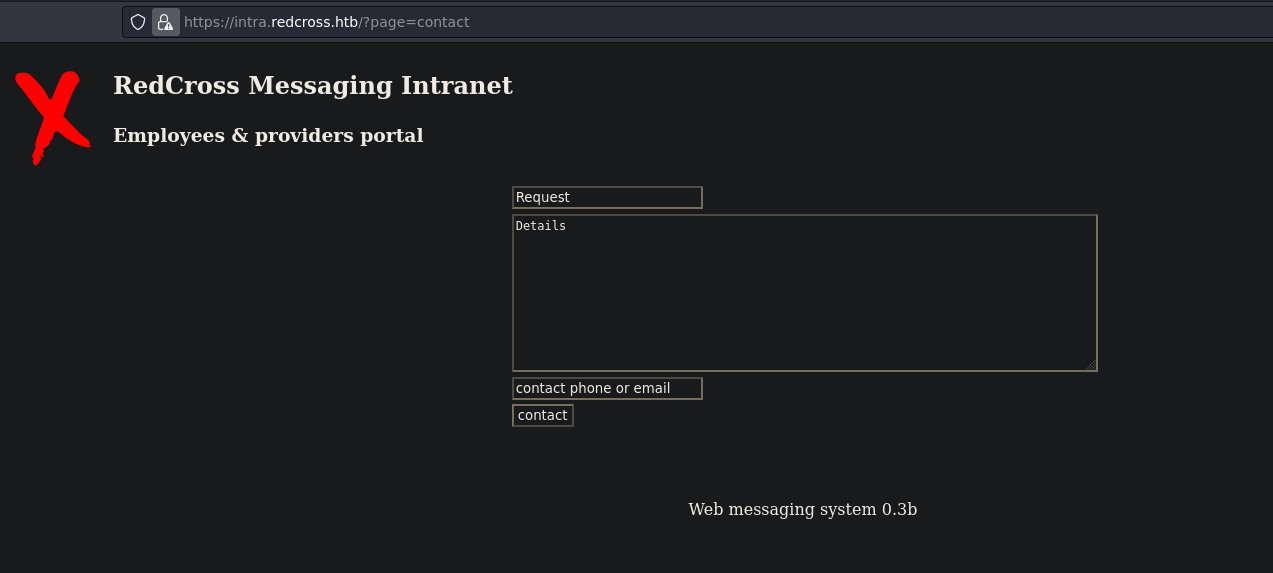 https://intra.redcross.htb/?page=contact
RedCross Messaging Intranet
Employees & providers portal
Request
Details
contact phone or email
contact
Web messaging system 0.3b